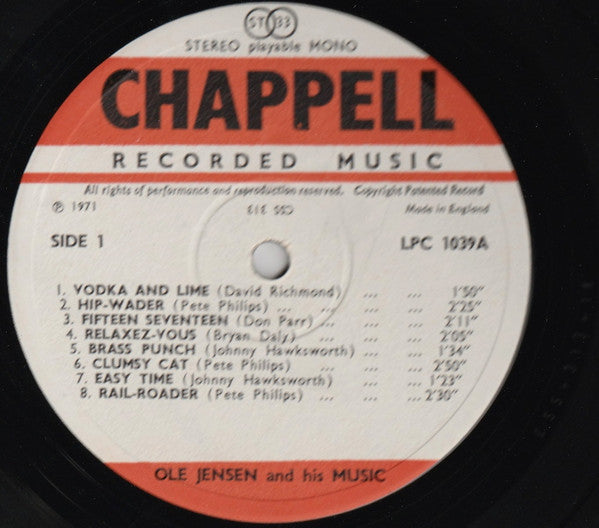 ST 33
STEREO playable MONO
CHAPPELL
RECORDED MUSIC
All rights of performance and reproduction reserved. Copyright Patented Record
℗ 1971 Made in England
SIDE 1 LPC 1039A
1. VODKA AND LIME (David Richmond) ... ... 1'50"
2. HIP-WADER (Pete Philips) ... ... ... 2'25"
3. FIFTEEN SEVENTEEN (Don Parr) ... ... 2'11"
4. RELAXEZ-VOUS (Bryan Daly) ... ... ... 2'05"
5. BRASS PUNCH (Johnny Hawksworth) ... ... 1'34"
6. CLUMSY CAT (Pete Philips) ... ... ... 2'50"
7. EASY TIME (Johnny Hawksworth) ... ... 1'23"
8. RAIL-ROADER (Pete Philips) ... ... ... 2'30"
OLE JENSEN and his MUSIC